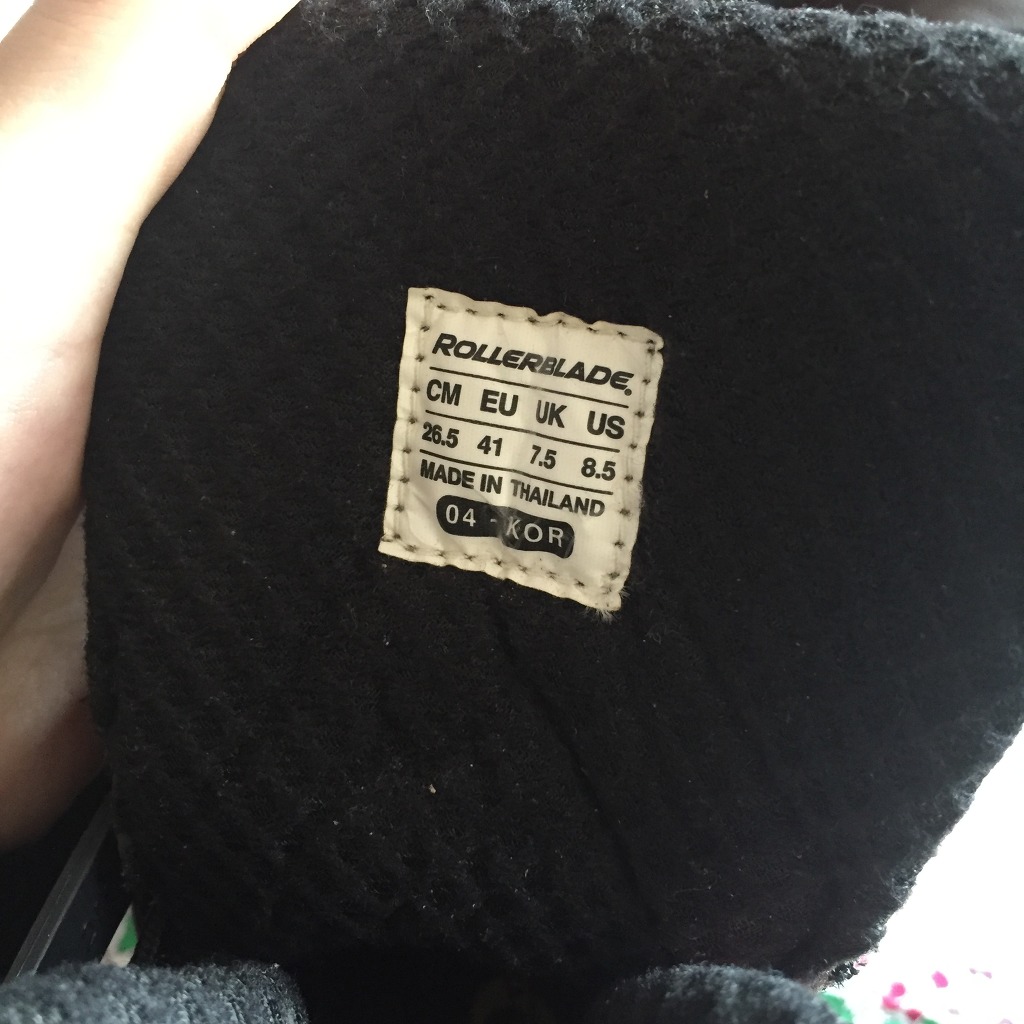 ROLLERBLADE®
CM EU UK US
26.5 41 7.5 8.5
MADE IN THAILAND
04 - KOR